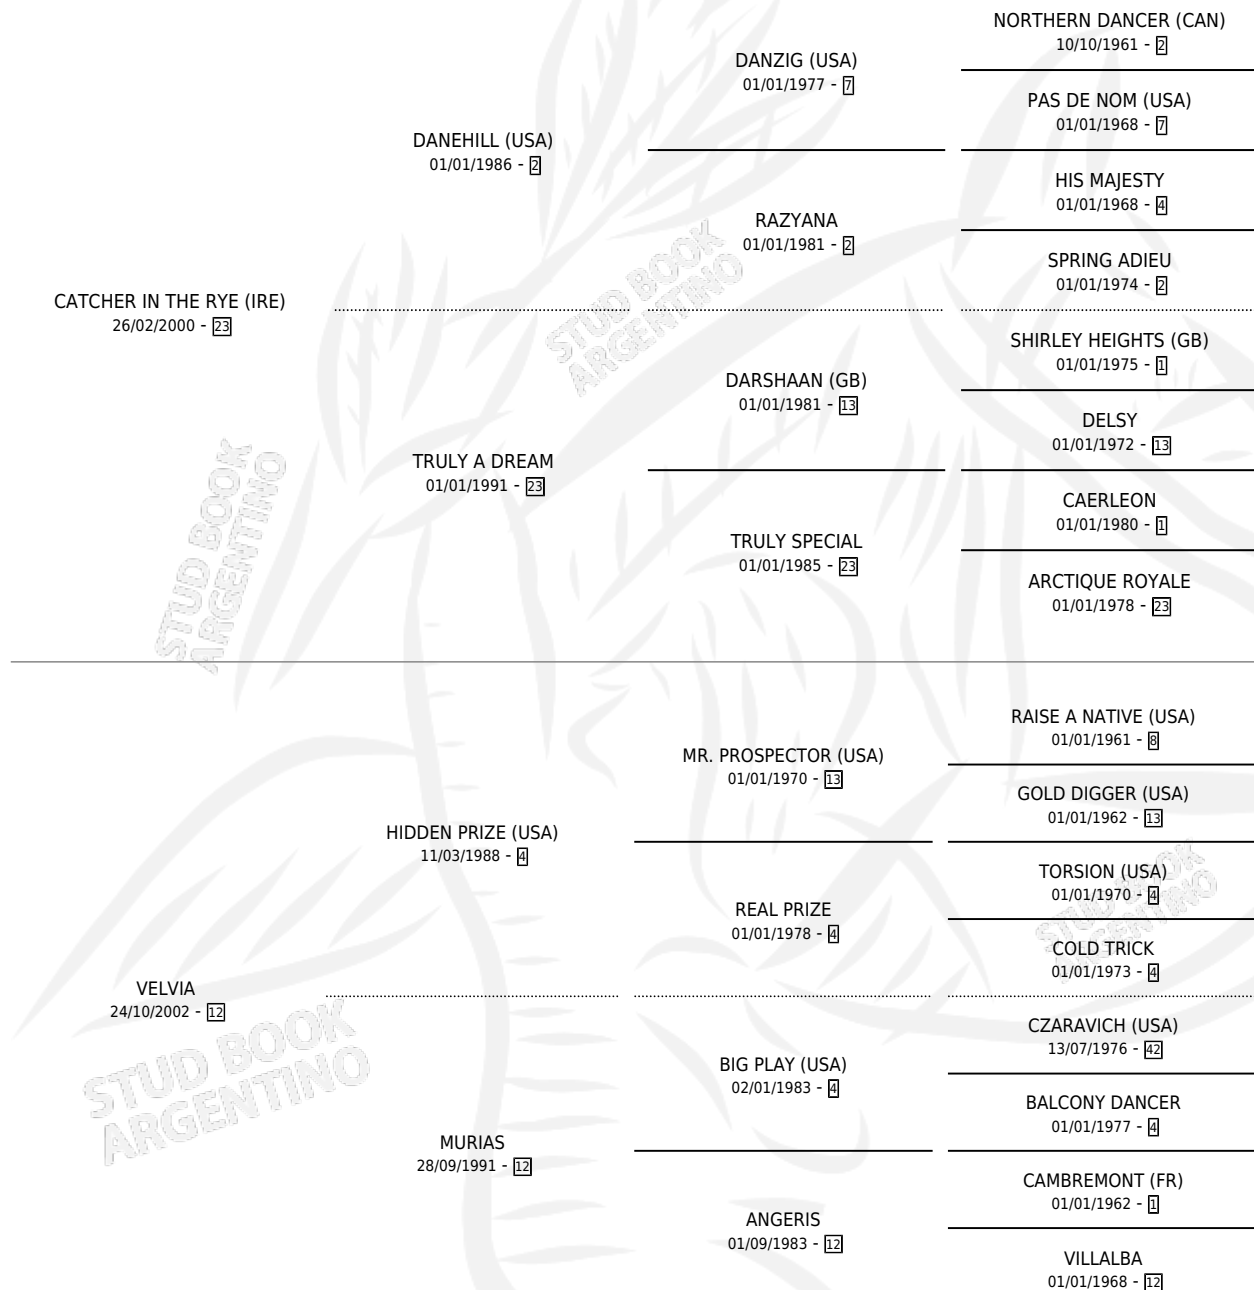 NORTHERN DANCER (CAN)
10/10/1961 - 2
DANZIG (USA)
01/01/1977 - 7
PAS DE NOM (USA)
01/01/1968 - 7
DANEHILL (USA)
01/01/1986 - 2
HIS MAJESTY
01/01/1968 - 4
RAZYANA
01/01/1981 - 2
SPRING ADIEU
01/01/1974 - 2
CATCHER IN THE RYE (IRE)
26/02/2000 - 23
SHIRLEY HEIGHTS (GB)
01/01/1975 - 1
DARSHAAN (GB)
01/01/1981 - 13
DELSY
01/01/1972 - 13
TRULY A DREAM
01/01/1991 - 23
CAERLEON
01/01/1980 - 1
TRULY SPECIAL
01/01/1985 - 23
ARCTIQUE ROYALE
01/01/1978 - 23
STUD BOOK
ARGENTINO
STUD BOOK
ARGENTINO
RAISE A NATIVE (USA)
01/01/1961 - 8
MR. PROSPECTOR (USA)
01/01/1970 - 13
GOLD DIGGER (USA)
01/01/1962 - 13
HIDDEN PRIZE (USA)
11/03/1988 - 4
TORSION (USA)
01/01/1970 - 4
REAL PRIZE
01/01/1978 - 4
COLD TRICK
01/01/1973 - 4
VELVIA
24/10/2002 - 12
CZARAVICH (USA)
13/07/1976 - 42
BIG PLAY (USA)
02/01/1983 - 4
BALCONY DANCER
01/01/1977 - 4
MURIAS
28/09/1991 - 12
CAMBREMONT (FR)
01/01/1962 - 1
ANGERIS
01/09/1983 - 12
VILLALBA
01/01/1968 - 12
STUD BOOK
ARGENTINO
STUD BOOK
ARGENTINO